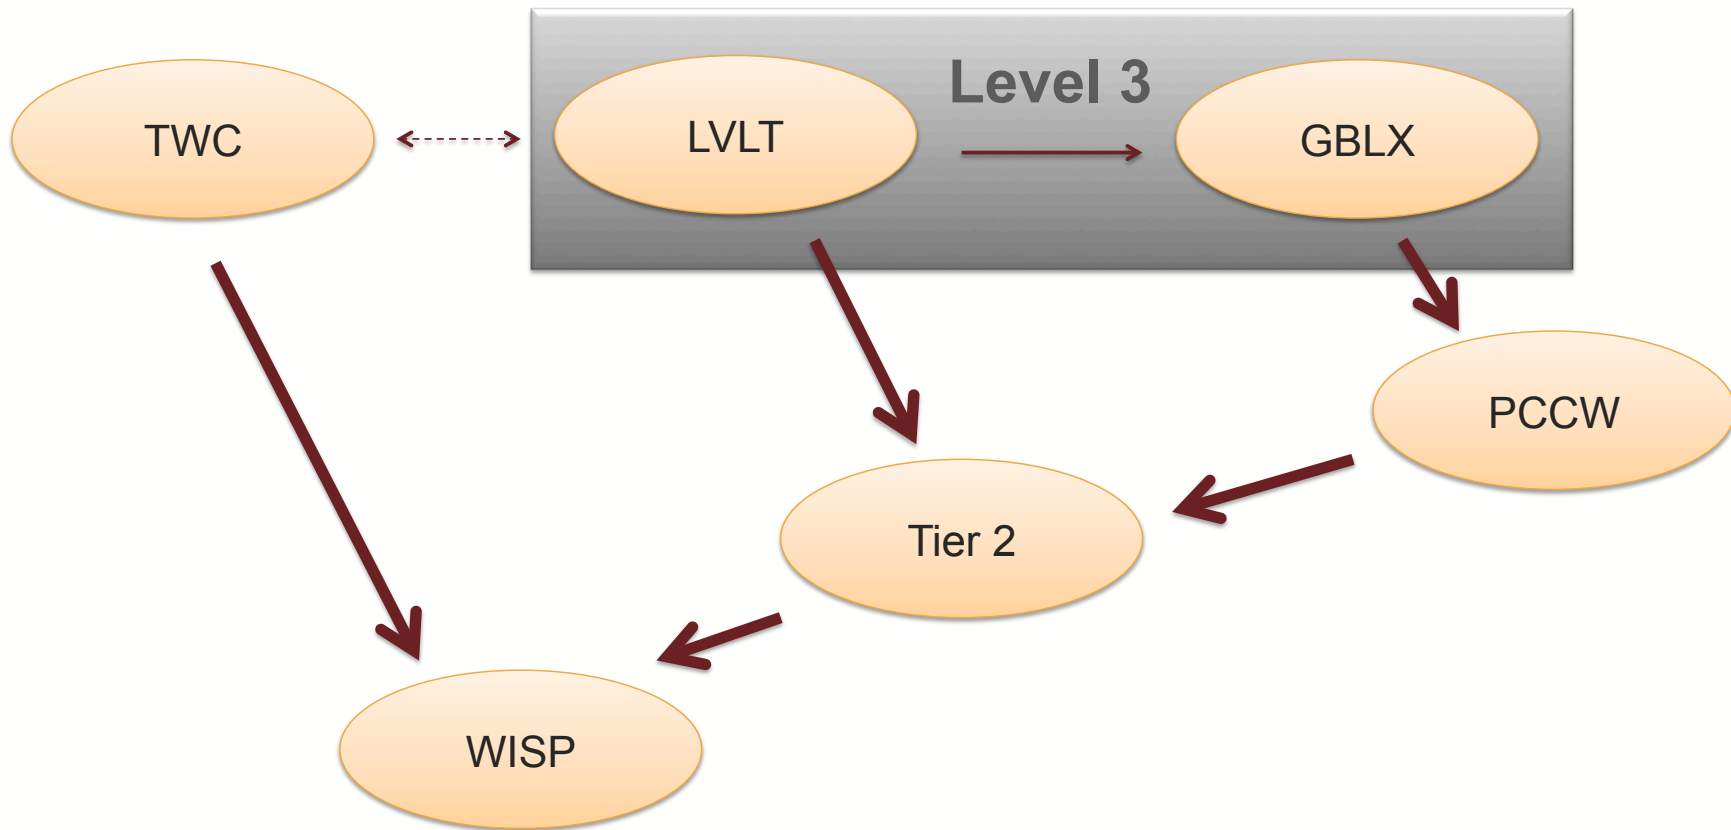 Level 3
TWC
LVLT
GBLX
PCCW
Tier 2
WISP